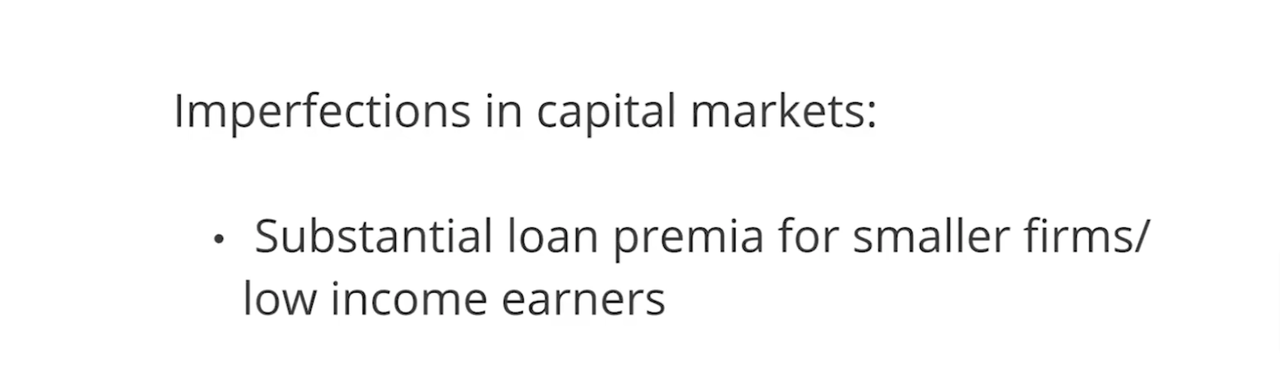 Imperfections in capital markets:
• Substantial loan premia for smaller firms/
low income earners